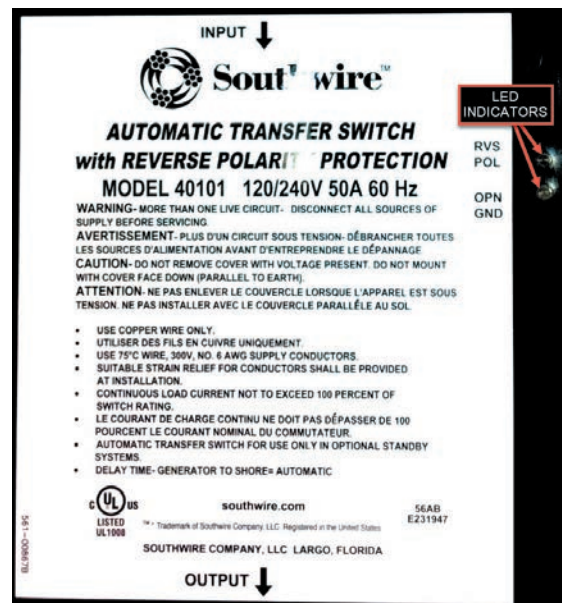 INPUT
Southwire™
LED
INDICATORS
AUTOMATIC TRANSFER SWITCH
with REVERSE POLARITY PROTECTION
RVS
POL
MODEL 40101 120/240V 50A 60 Hz
OPN
GND
WARNING- MORE THAN ONE LIVE CIRCUIT- DISCONNECT ALL SOURCES OF
SUPPLY BEFORE SERVICING.
AVERTISSEMENT- PLUS D'UN CIRCUIT SOUS TENSION- DÉBRANCHER TOUTES
LES SOURCES D'ALIMENTATION AVANT D'ENTREPRENDRE LE DÉPANNAGE
CAUTION- DO NOT REMOVE COVER WITH VOLTAGE PRESENT. DO NOT MOUNT
WITH COVER FACE DOWN (PARALLEL TO EARTH).
ATTENTION- NE PAS ENLEVER LE COUVERCLE LORSQUE L'APPAREIL EST SOUS
TENSION. NE PAS INSTALLER AVEC LE COUVERCLE PARALLÉLE AU SOL.
• USE COPPER WIRE ONLY.
• UTILISER DES FILS EN CUIVRE UNIQUEMENT.
• USE 75°C WIRE, 300V, NO. 6 AWG SUPPLY CONDUCTORS.
• SUITABLE STRAIN RELIEF FOR CONDUCTORS SHALL BE PROVIDED
AT INSTALLATION.
• CONTINUOUS LOAD CURRENT NOT TO EXCEED 100 PERCENT OF
SWITCH RATING.
• LE COURANT DE CHARGE CONTINU NE DOIT PAS DÉPASSER DE 100
POURCENT LE COURANT NOMINAL DU COMMUTATEUR.
• AUTOMATIC TRANSFER SWITCH FOR USE ONLY IN OPTIONAL STANDBY
SYSTEMS.
• DELAY TIME- GENERATOR TO SHORE= AUTOMATIC
C UL US
LISTED
UL1008
southwire.com
56AB
E231947
™ - Trademark of Southwire Company, LLC. Registered in the United States
561-00867B
SOUTHWIRE COMPANY, LLC LARGO, FLORIDA
OUTPUT